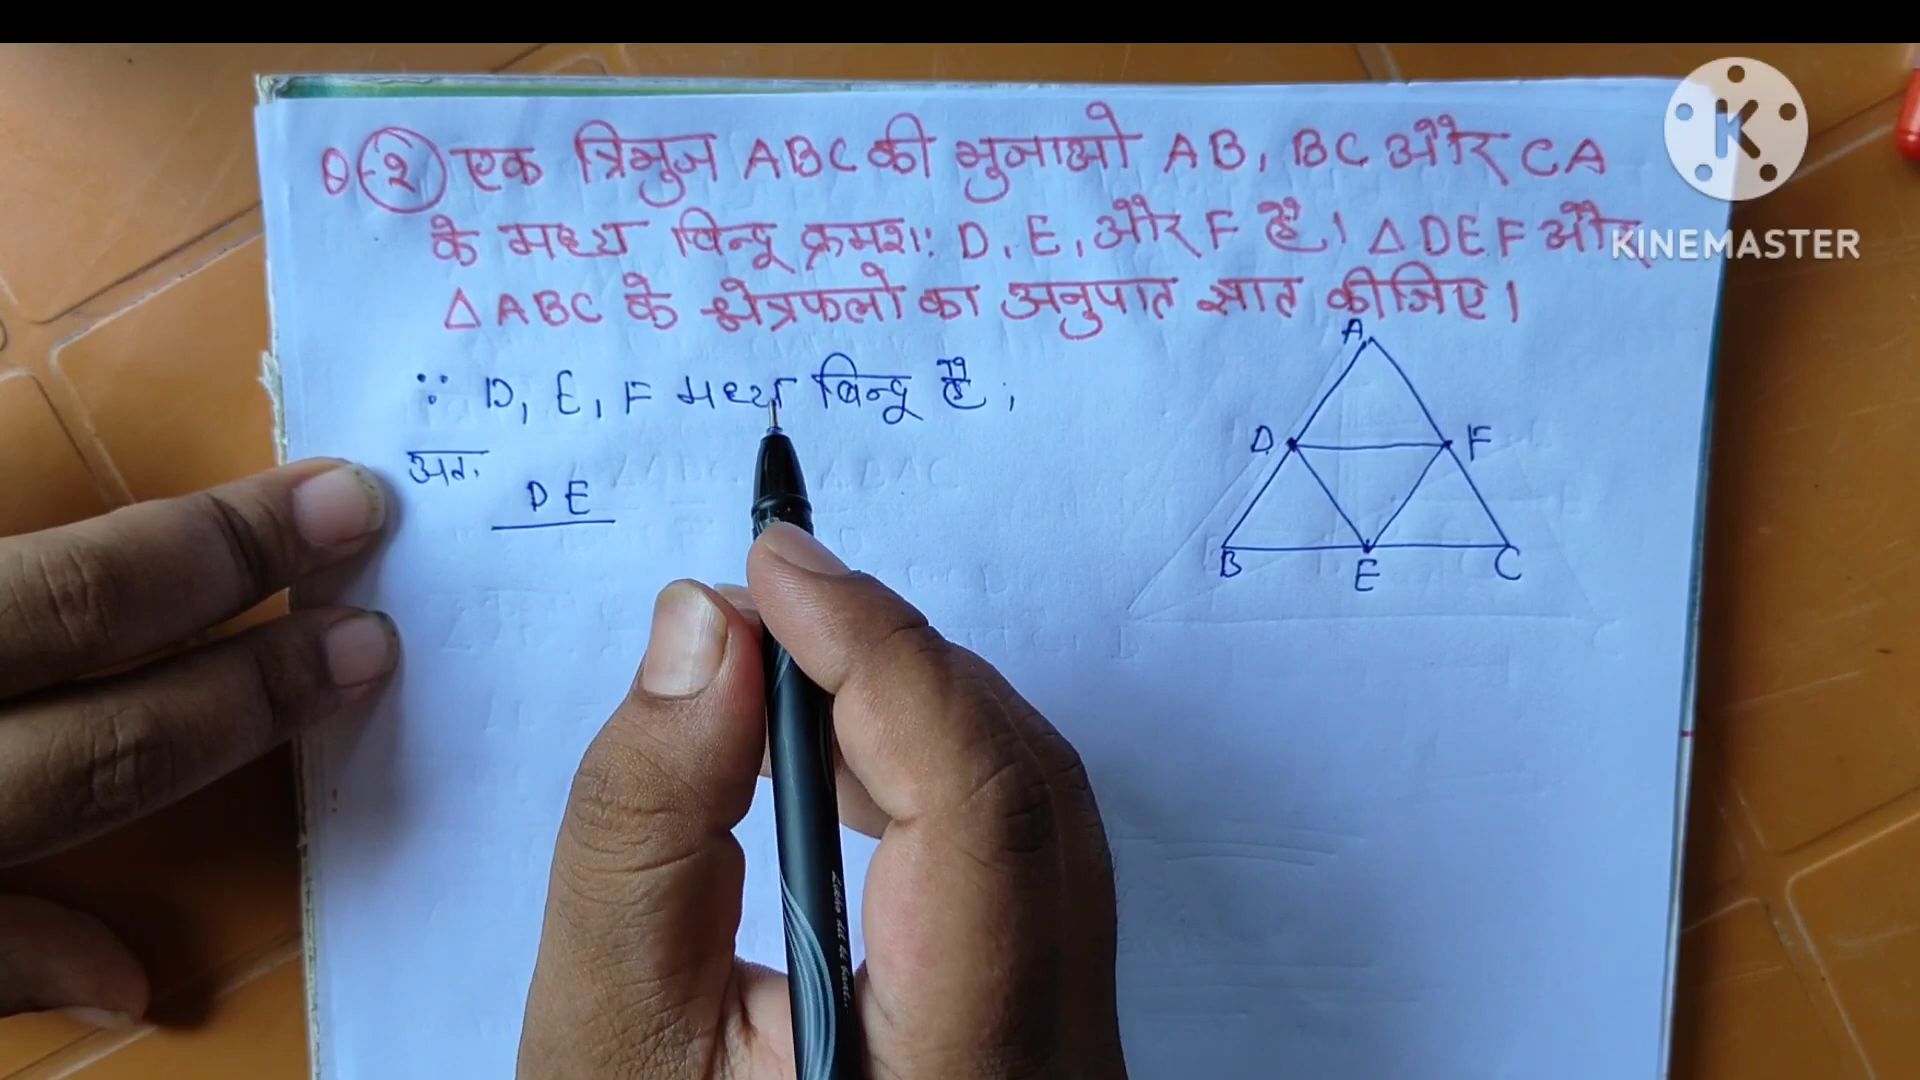 Q-(२) एक त्रिभुज ABC की भुजाओ AB, BC और CA
के मध्य बिन्दू क्रमशः D, E, और F हैं। △DEF और
△ABC के क्षेत्रफलो का अनुपात ज्ञात कीजिए।
∵ D, E, F मध्य बिन्दू हैं,
अतः
DE
A
D
F
B
E
C
K
KINEMASTER